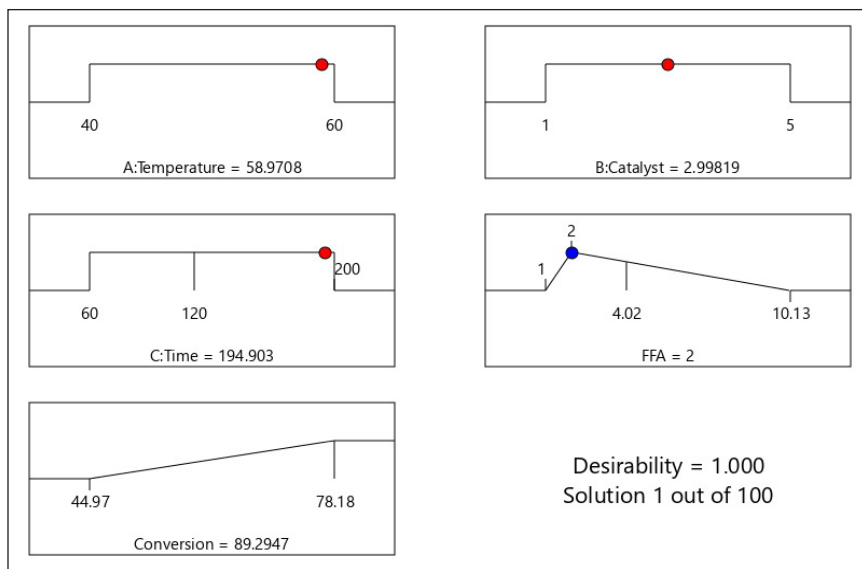 40
60
A:Temperature = 58.9708
1
5
B:Catalyst = 2.99819
200
60
120
C:Time = 194.903
2
1
4.02
10.13
FFA = 2
44.97
78.18
Conversion = 89.2947
Desirability = 1.000
Solution 1 out of 100